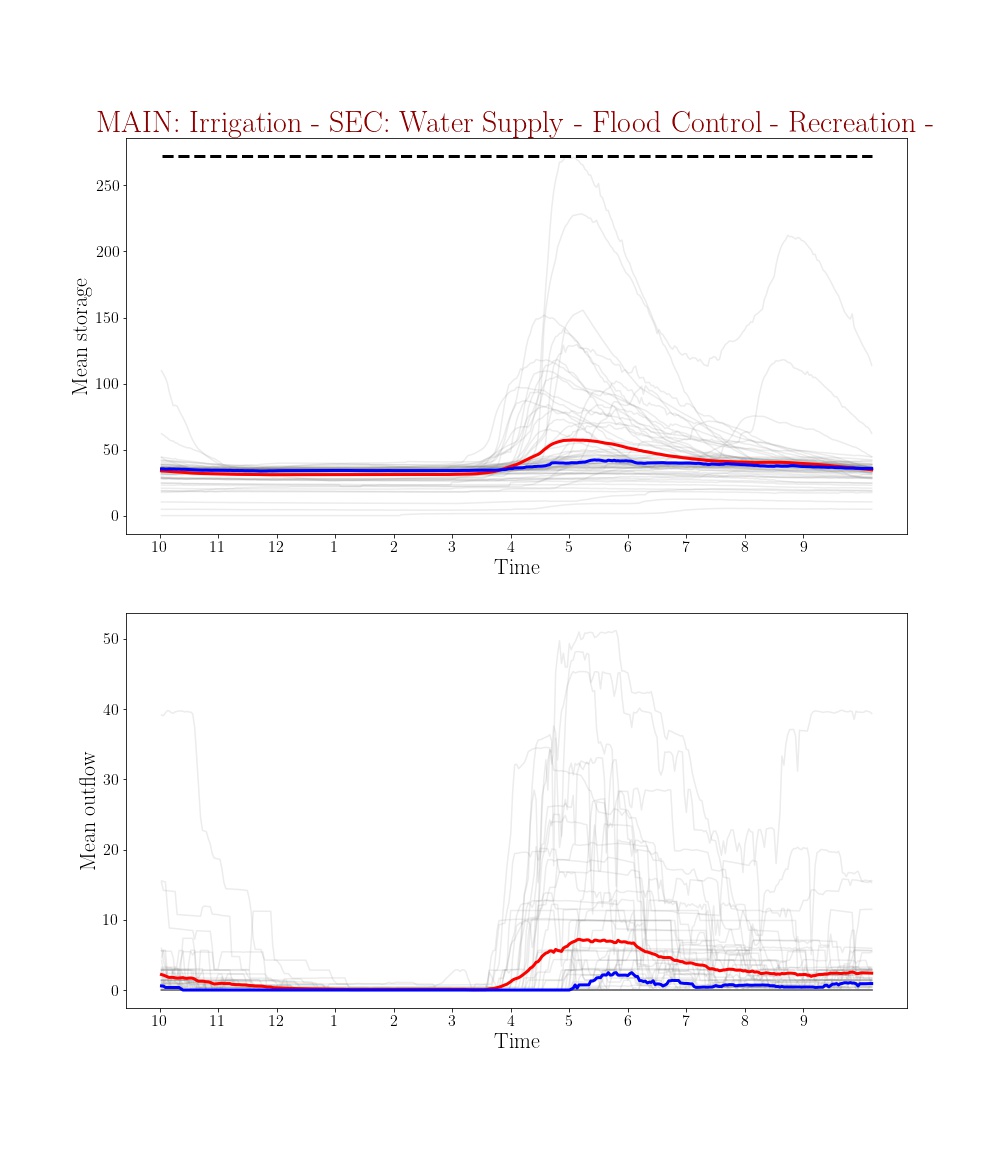 MAIN: Irrigation - SEC: Water Supply - Flood Control - Recreation -
250
200
150
100
50
0
Mean storage
10 11 12 1 2 3 4 5 6 7 8 9
Time
50
40
30
20
10
0
Mean outflow
10 11 12 1 2 3 4 5 6 7 8 9
Time